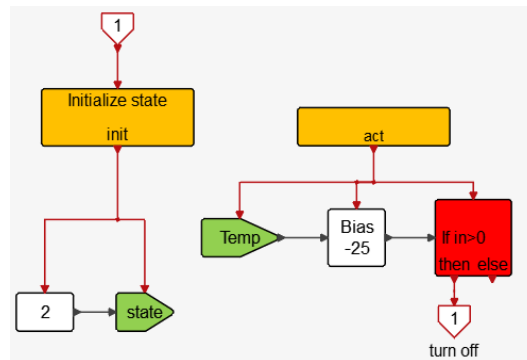 1
Initialize state
init
2
state
act
Temp
Bias
-25
If in>0
then else
1
turn off